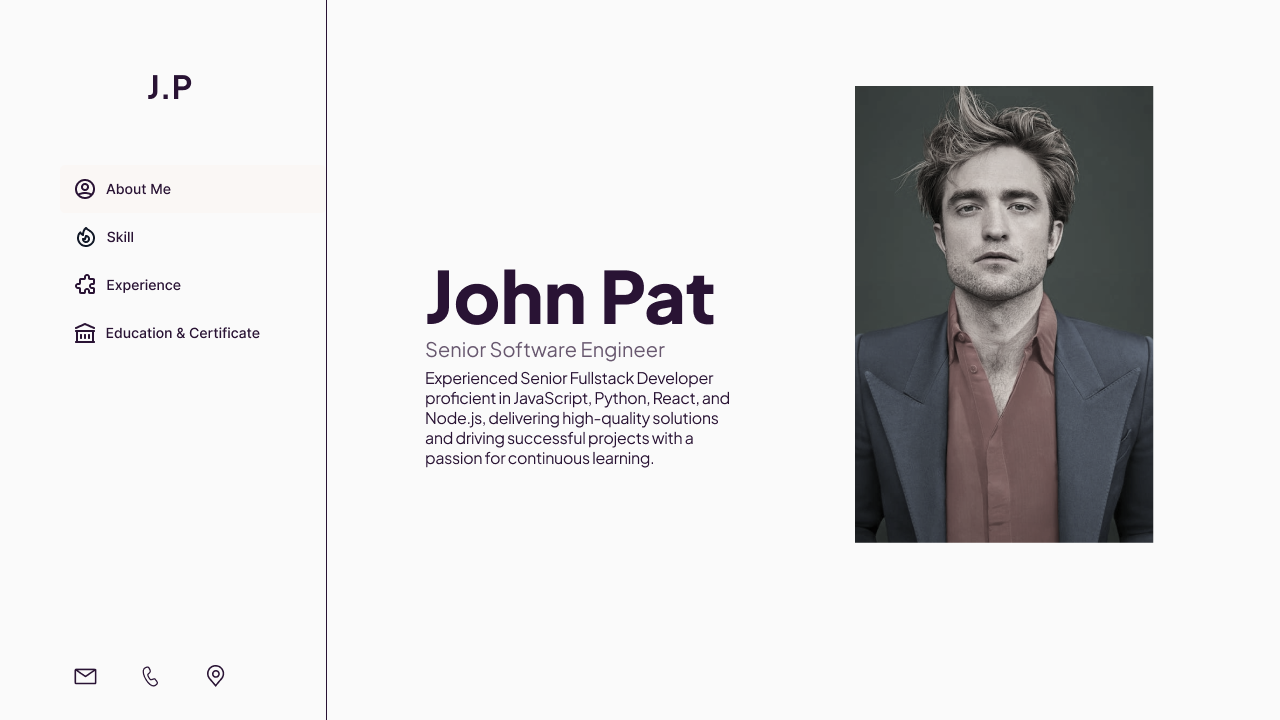 J.P
About Me
Skill
Experience
Education & Certificate
John Pat
Senior Software Engineer
Experienced Senior Fullstack Developer
proficient in JavaScript, Python, React, and
Node.js, delivering high-quality solutions
and driving successful projects with a
passion for continuous learning.